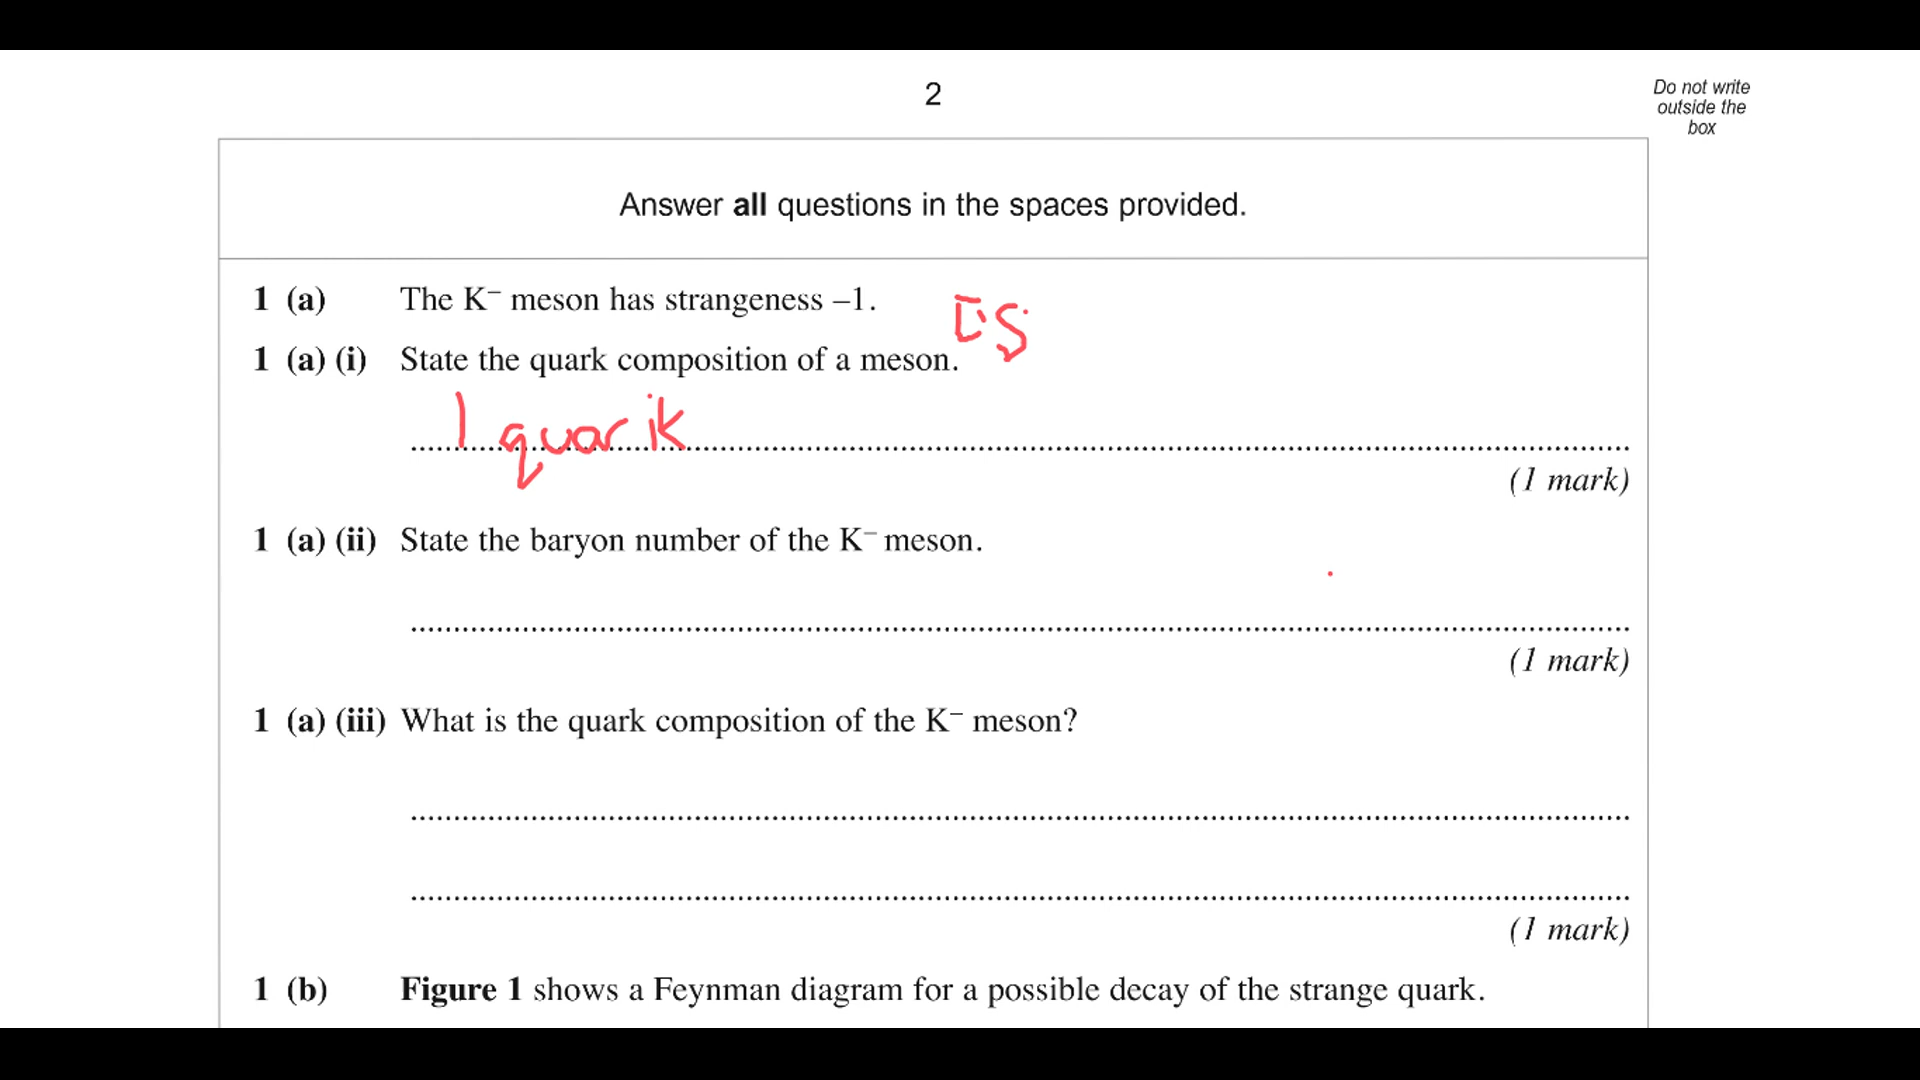 2
Do not write
outside the
box
Answer all questions in the spaces provided.
1 (a) The K⁻ meson has strangeness –1.
1 (a) (i) State the quark composition of a meson.
1 quark
(1 mark)
1 (a) (ii) State the baryon number of the K⁻ meson.
(1 mark)
1 (a) (iii) What is the quark composition of the K⁻ meson?
(1 mark)
1 (b) Figure 1 shows a Feynman diagram for a possible decay of the strange quark.